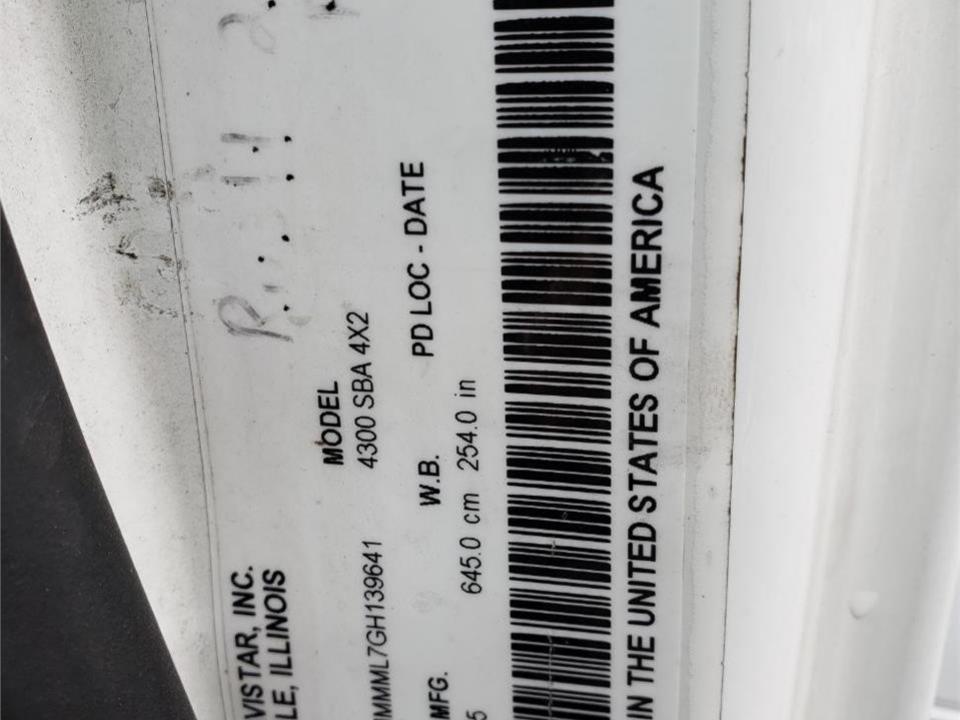 VISTAR, INC.
LE, ILLINOIS
MODEL
MMML7GH139641
4300 SBA 4X2
MFG.
W.B.
PD LOC - DATE
5
645.0 cm 254.0 in
IN THE UNITED STATES OF AMERICA